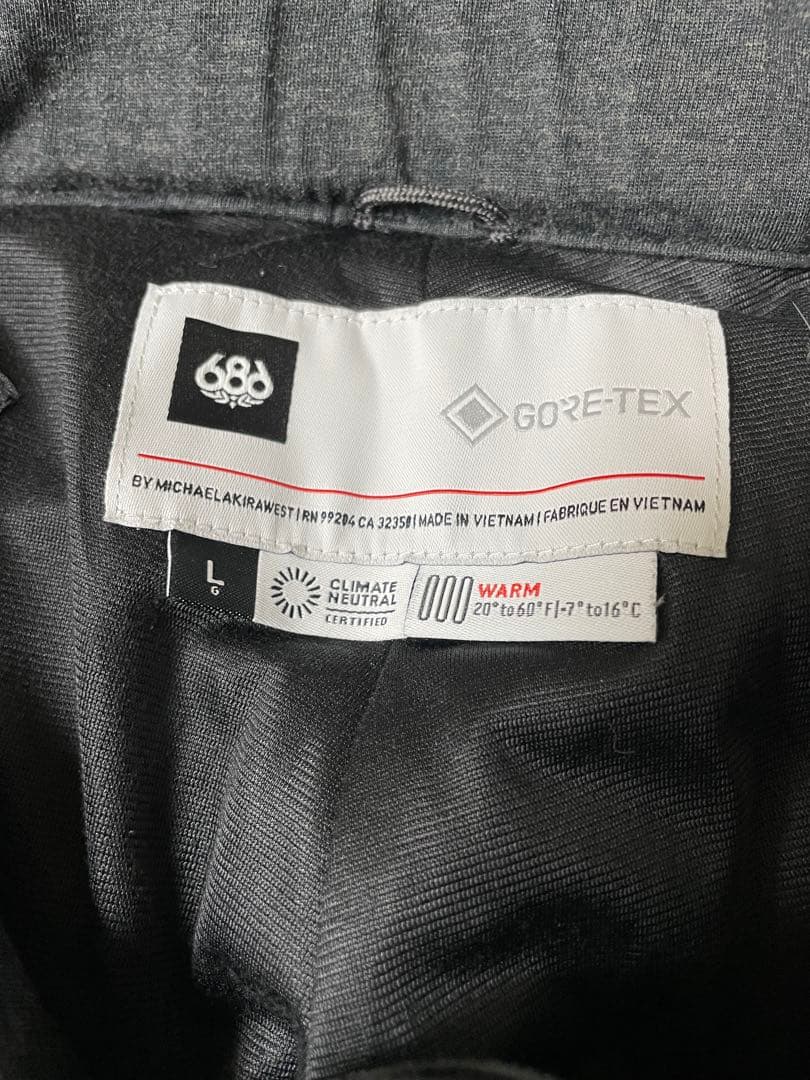 686
GORE-TEX
BY MICHAELAKIRAWEST | RN 99204 CA 32358 | MADE IN VIETNAM | FABRIQUE EN VIETNAM
L
G
CLIMATE
NEUTRAL
CERTIFIED
WARM
20° to 60°F | -7° to 16°C